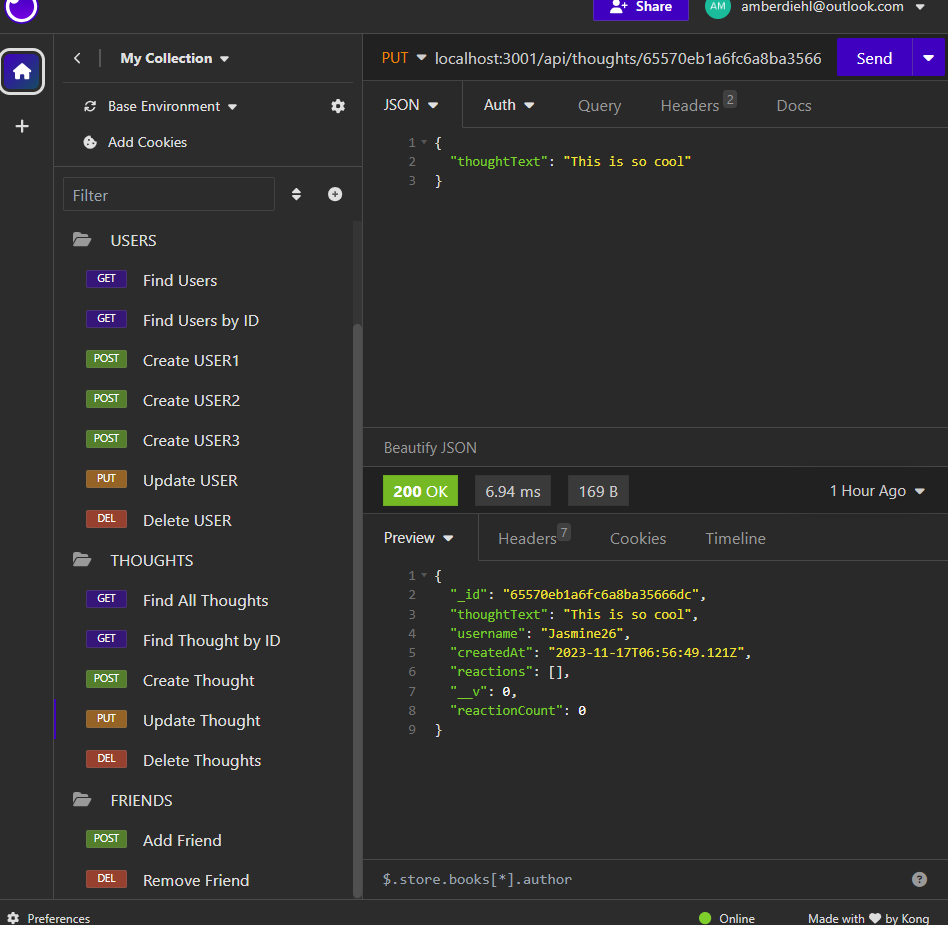 Share
AM
amberdiehl@outlook.com
My Collection
Base Environment
Add Cookies
Filter
USERS
GET Find Users
GET Find Users by ID
POST Create USER1
POST Create USER2
POST Create USER3
PUT Update USER
DEL Delete USER
THOUGHTS
GET Find All Thoughts
GET Find Thought by ID
POST Create Thought
PUT Update Thought
DEL Delete Thoughts
FRIENDS
POST Add Friend
DEL Remove Friend
PUT localhost:3001/api/thoughts/65570eb1a6fc6a8ba3566 Send
JSON Auth Query Headers 2 Docs
1 {
2 "thoughtText": "This is so cool"
3 }
Beautify JSON
200 OK 6.94 ms 169 B 1 Hour Ago
Preview Headers 7 Cookies Timeline
1 {
2 "_id": "65570eb1a6fc6a8ba35666dc",
3 "thoughtText": "This is so cool",
4 "username": "Jasmine26",
5 "createdAt": "2023-11-17T06:56:49.121Z",
6 "reactions": [],
7 "__v": 0,
8 "reactionCount": 0
9 }
$.store.books[*].author ?
Preferences Online Made with ❤ by Kong